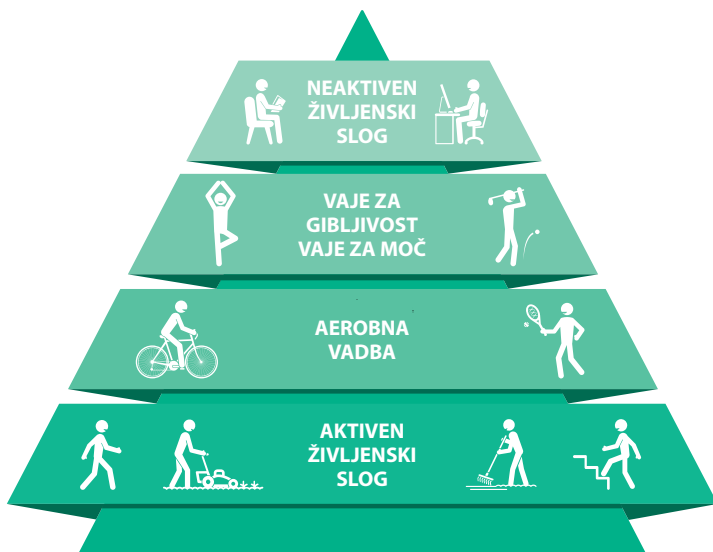 NEAKTIVEN
ŽIVLJENSKI
SLOG
VAJE ZA
GIBLJIVOST
VAJE ZA MOČ
AEROBNA
VADBA
AKTIVEN
ŽIVLJENSKI
SLOG